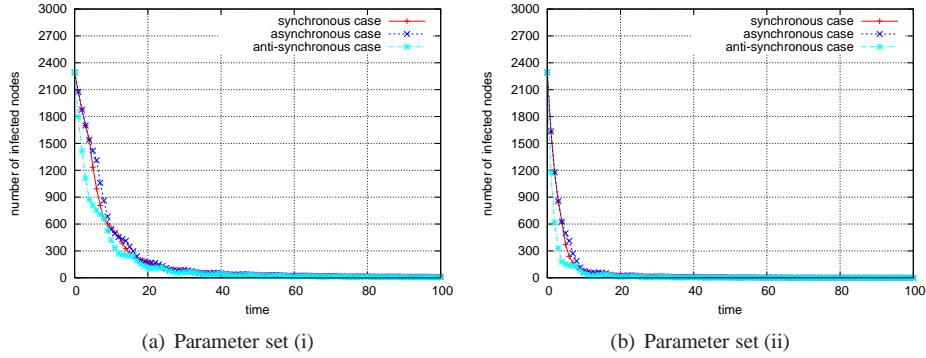 3000
2700
2400
2100
1800
1500
1200
900
600
300
0
number of infected nodes
synchronous case
asynchronous case
anti-synchronous case
0 20 40 60 80 100
time
(a) Parameter set (i)
3000
2700
2400
2100
1800
1500
1200
900
600
300
0
number of infected nodes
synchronous case
asynchronous case
anti-synchronous case
0 20 40 60 80 100
time
(b) Parameter set (ii)